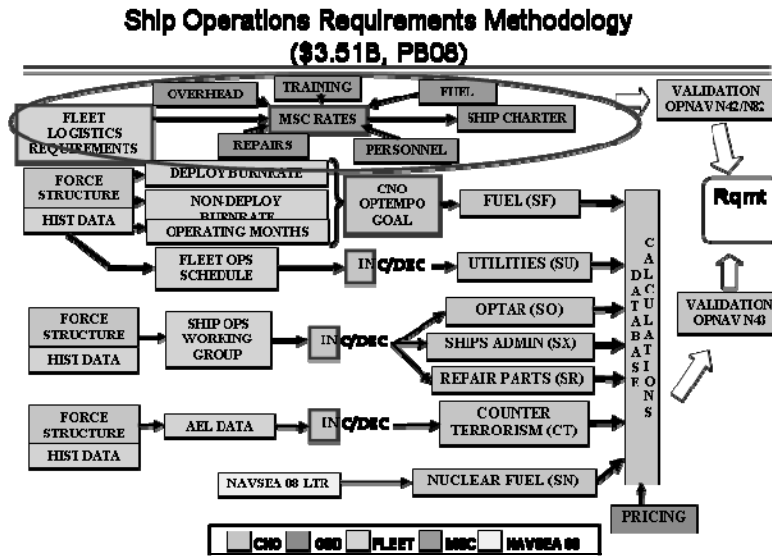 Ship Operations Requirements Methodology
($3.51B, PB08)
OVERHEAD
TRAINING
FUEL
VALIDATION
OPNAV N42/N82
FLEET
LOGISTICS
REQUIREMENTS
MSC RATES
SHIP CHARTER
REPAIRS
PERSONNEL
FORCE
STRUCTURE
HIST DATA
DEPLOY BURNRATE
NON-DEPLOY
BURNRATE
OPERATING MONTHS
CNO
OPTEMPO
GOAL
FUEL (SF)
Rqmt
FLEET OPS
SCHEDULE
INC/DEC
UTILITIES (SU)
DATABASE
CALCULATIONS
VALIDATION
OPNAV N43
FORCE
STRUCTURE
HIST DATA
SHIP OPS
WORKING
GROUP
INC/DEC
OPTAR (SO)
SHIPS ADMIN (SX)
REPAIR PARTS (SR)
FORCE
STRUCTURE
HIST DATA
AEL DATA
INC/DEC
COUNTER
TERRORISM (CT)
NAVSEA 08 LTR
NUCLEAR FUEL (SN)
PRICING
CNO
OSD
FLEET
MSC
NAVSEA 08